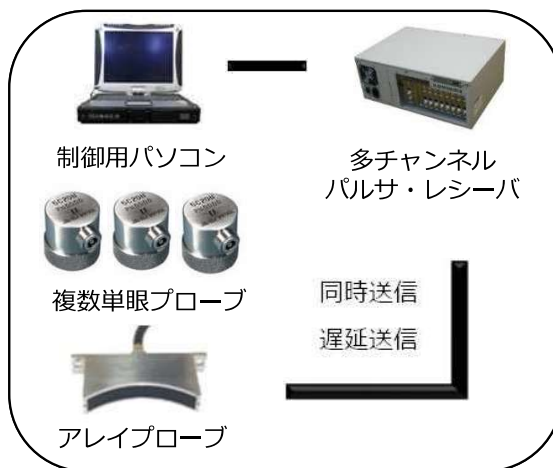 制御用パソコン
多チャンネル
パルサ・レシーバ
複数単眼プローブ
同時送信
遅延送信
アレイプローブ